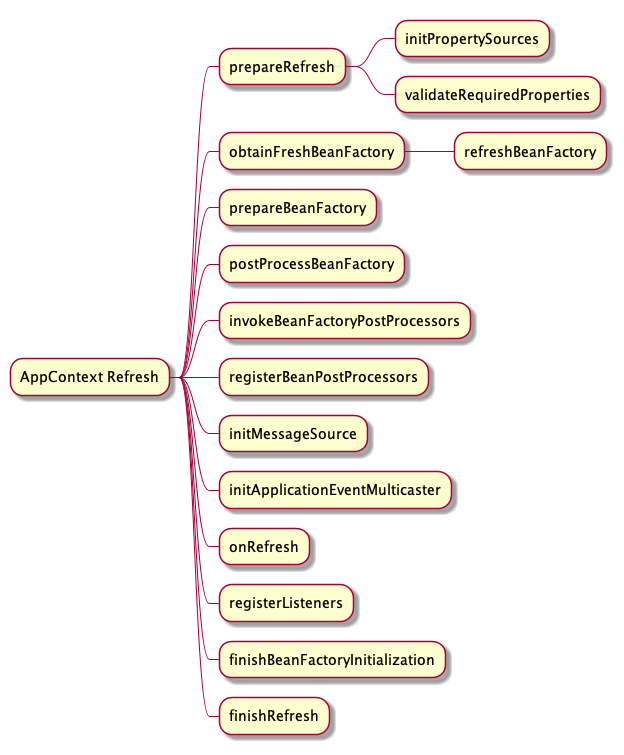 initPropertySources
prepareRefresh
validateRequiredProperties
obtainFreshBeanFactory
refreshBeanFactory
prepareBeanFactory
postProcessBeanFactory
invokeBeanFactoryPostProcessors
AppContext Refresh
registerBeanPostProcessors
initMessageSource
initApplicationEventMulticaster
onRefresh
registerListeners
finishBeanFactoryInitialization
finishRefresh